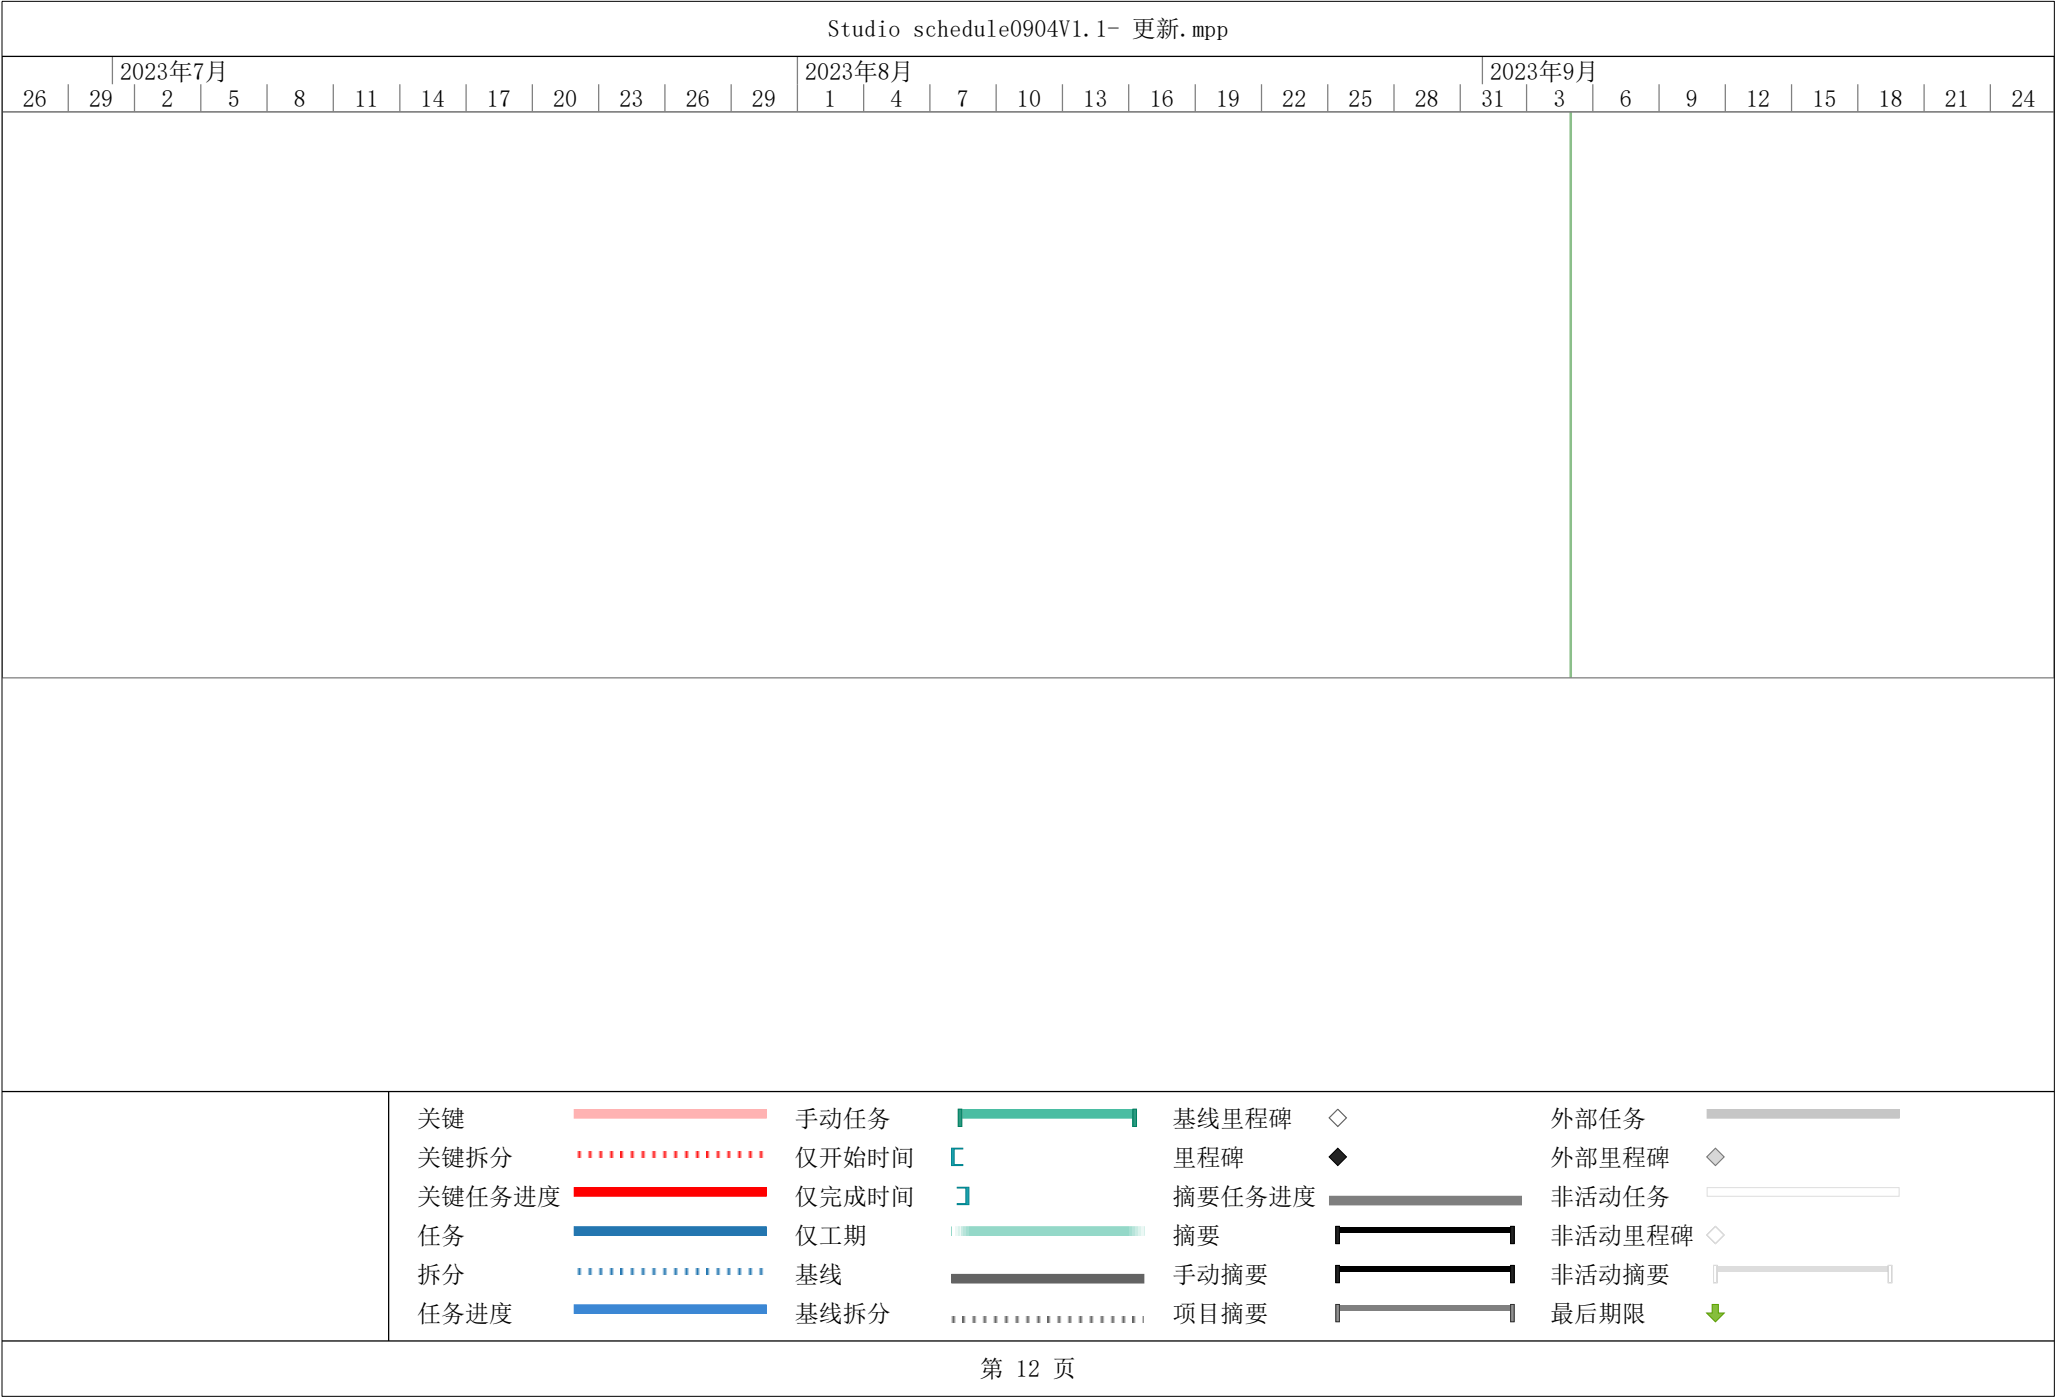 Studio schedule0904V1.1- 更新.mpp
2023年7月 2023年8月 2023年9月
26 29 2 5 8 11 14 17 20 23 26 29 1 4 7 10 13 16 19 22 25 28 31 3 6 9 12 15 18 21 24
关键 手动任务 基线里程碑 外部任务
关键拆分 仅开始时间 里程碑 外部里程碑
关键任务进度 仅完成时间 摘要任务进度 非活动任务
任务 仅工期 摘要 非活动里程碑
拆分 基线 手动摘要 非活动摘要
任务进度 基线拆分 项目摘要 最后期限
第 12 页